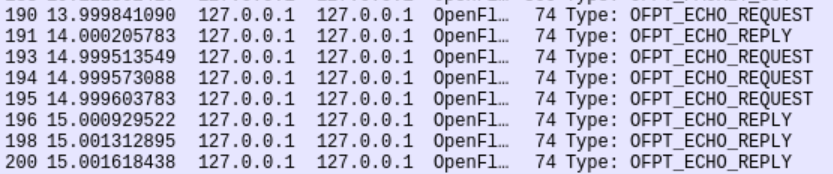 190 13.999841090 127.0.0.1 127.0.0.1 OpenFl… 74 Type: OFPT_ECHO_REQUEST
191 14.000205783 127.0.0.1 127.0.0.1 OpenFl… 74 Type: OFPT_ECHO_REPLY
193 14.999513549 127.0.0.1 127.0.0.1 OpenFl… 74 Type: OFPT_ECHO_REQUEST
194 14.999573088 127.0.0.1 127.0.0.1 OpenFl… 74 Type: OFPT_ECHO_REQUEST
195 14.999603783 127.0.0.1 127.0.0.1 OpenFl… 74 Type: OFPT_ECHO_REQUEST
196 15.000929522 127.0.0.1 127.0.0.1 OpenFl… 74 Type: OFPT_ECHO_REPLY
198 15.001312895 127.0.0.1 127.0.0.1 OpenFl… 74 Type: OFPT_ECHO_REPLY
200 15.001618438 127.0.0.1 127.0.0.1 OpenFl… 74 Type: OFPT_ECHO_REPLY